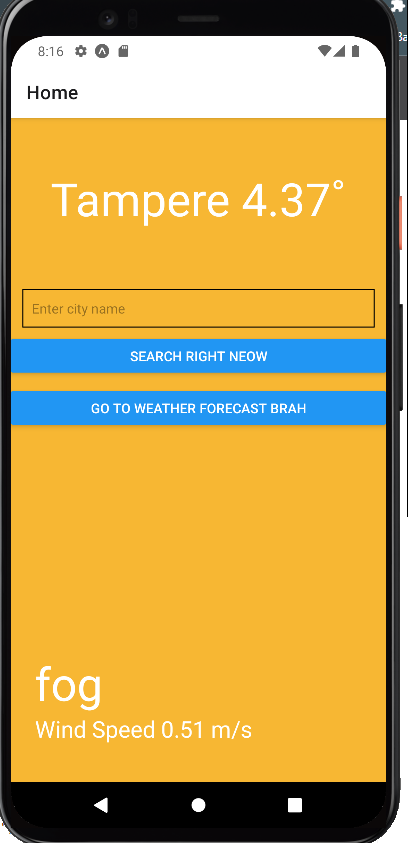 8:16
Home
Tampere 4.37°
Enter city name
SEARCH RIGHT NEOW
GO TO WEATHER FORECAST BRAH
fog
Wind Speed 0.51 m/s